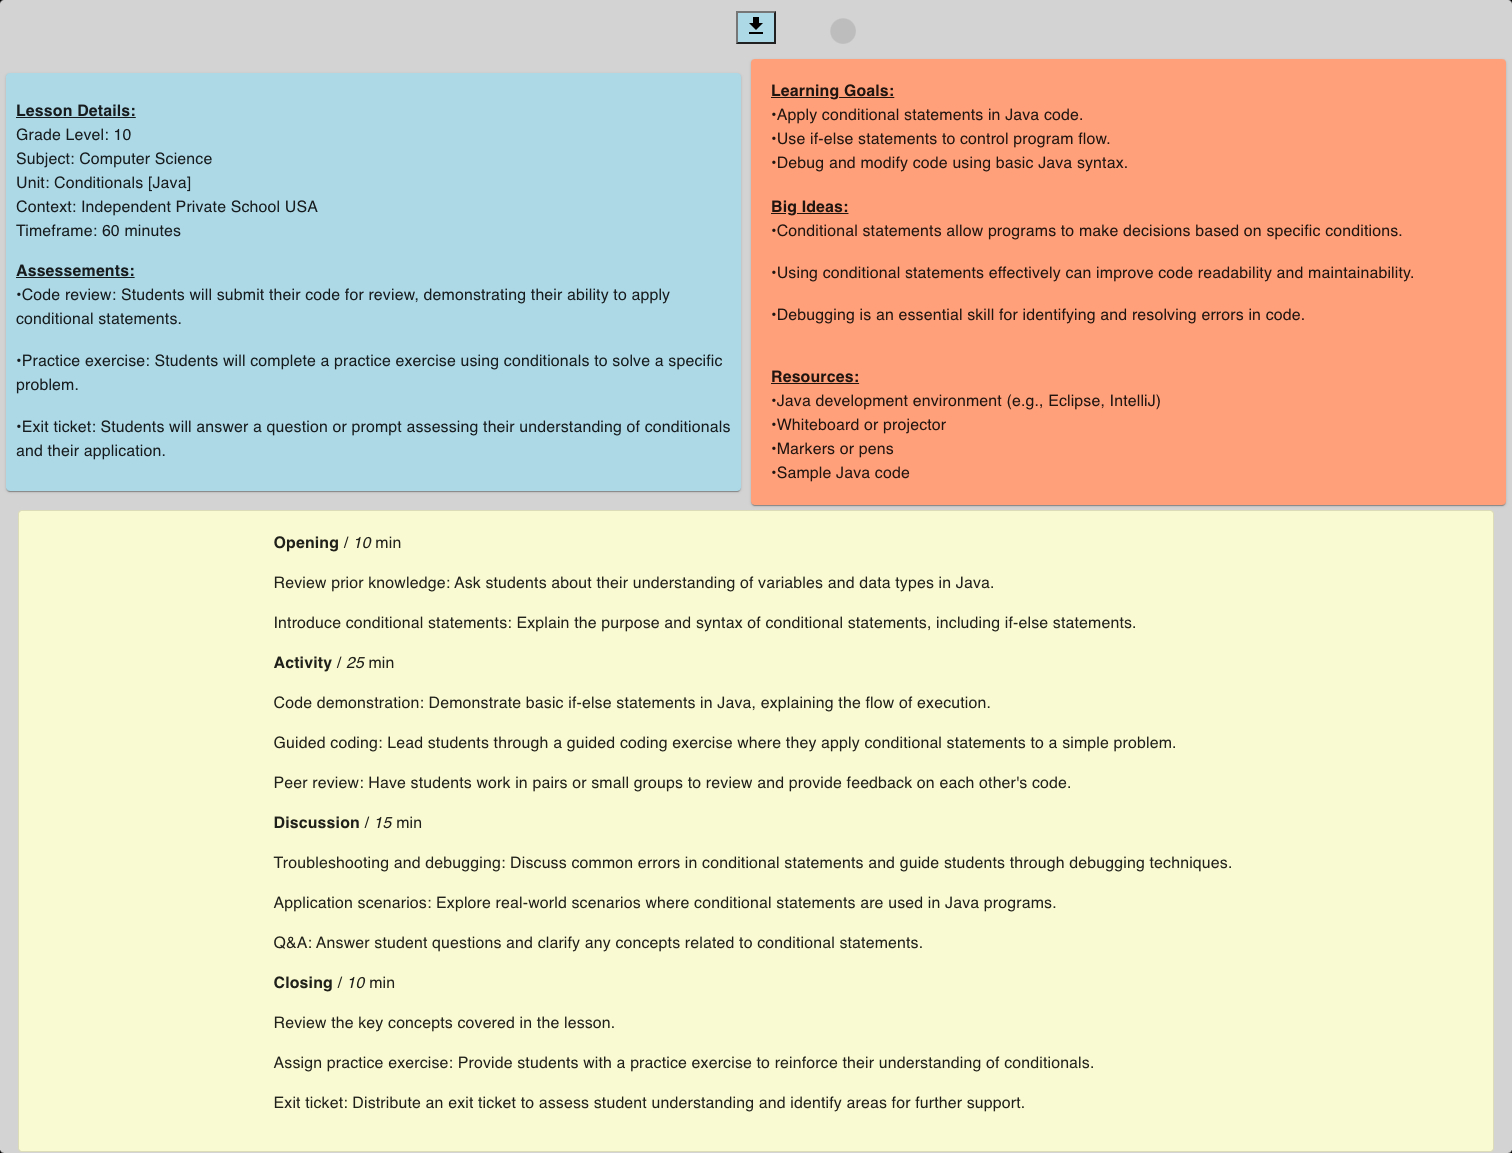 Lesson Details:
Grade Level: 10
Subject: Computer Science
Unit: Conditionals [Java]
Context: Independent Private School USA
Timeframe: 60 minutes
Assessements:
•Code review: Students will submit their code for review, demonstrating their ability to apply
conditional statements.
•Practice exercise: Students will complete a practice exercise using conditionals to solve a specific
problem.
•Exit ticket: Students will answer a question or prompt assessing their understanding of conditionals
and their application.
Learning Goals:
•Apply conditional statements in Java code.
•Use if-else statements to control program flow.
•Debug and modify code using basic Java syntax.
Big Ideas:
•Conditional statements allow programs to make decisions based on specific conditions.
•Using conditional statements effectively can improve code readability and maintainability.
•Debugging is an essential skill for identifying and resolving errors in code.
Resources:
•Java development environment (e.g., Eclipse, IntelliJ)
•Whiteboard or projector
•Markers or pens
•Sample Java code
Opening / 10 min
Review prior knowledge: Ask students about their understanding of variables and data types in Java.
Introduce conditional statements: Explain the purpose and syntax of conditional statements, including if-else statements.
Activity / 25 min
Code demonstration: Demonstrate basic if-else statements in Java, explaining the flow of execution.
Guided coding: Lead students through a guided coding exercise where they apply conditional statements to a simple problem.
Peer review: Have students work in pairs or small groups to review and provide feedback on each other's code.
Discussion / 15 min
Troubleshooting and debugging: Discuss common errors in conditional statements and guide students through debugging techniques.
Application scenarios: Explore real-world scenarios where conditional statements are used in Java programs.
Q&A: Answer student questions and clarify any concepts related to conditional statements.
Closing / 10 min
Review the key concepts covered in the lesson.
Assign practice exercise: Provide students with a practice exercise to reinforce their understanding of conditionals.
Exit ticket: Distribute an exit ticket to assess student understanding and identify areas for further support.